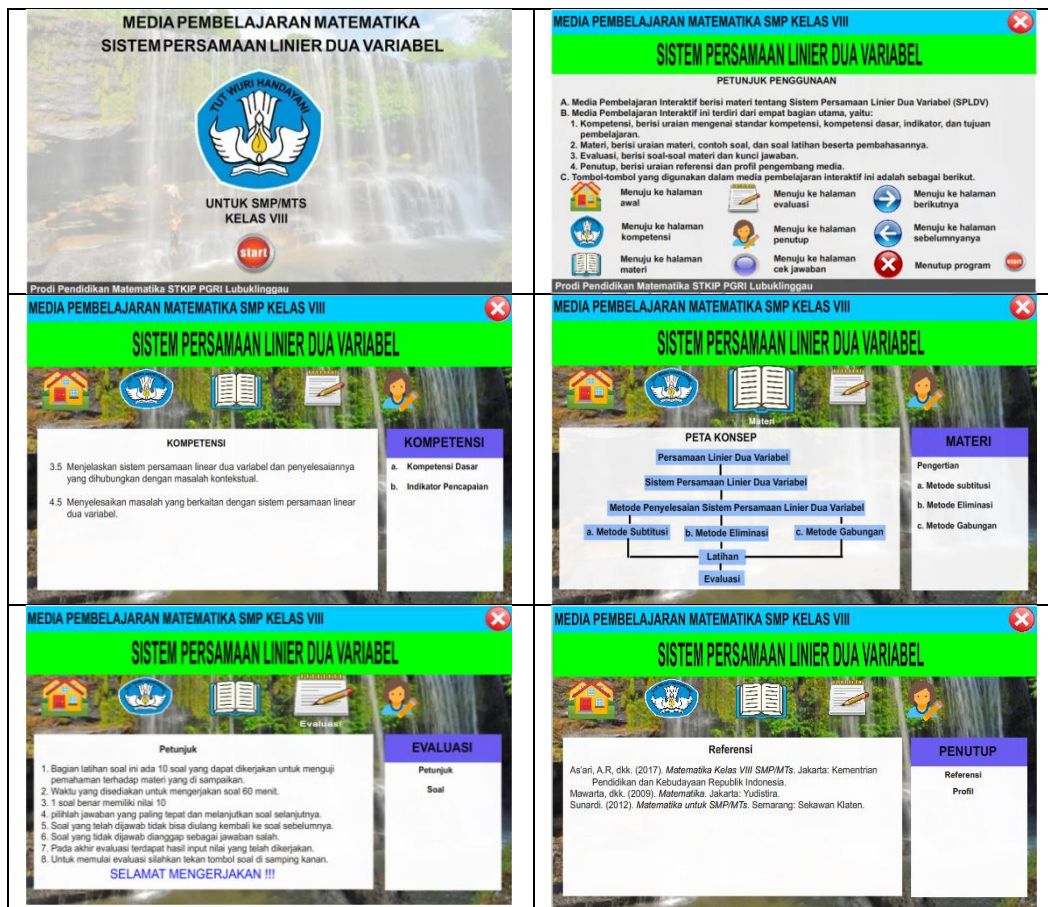 MEDIA PEMBELAJARAN MATEMATIKA
SISTEM PERSAMAAN LINIER DUA VARIABEL
TUT WURI HANDAYANI
UNTUK SMP/MTS
KELAS VIII
start
Prodi Pendidikan Matematika STKIP PGRI Lubuklinggau
MEDIA PEMBELAJARAN MATEMATIKA SMP KELAS VIII
SISTEM PERSAMAAN LINIER DUA VARIABEL
PETUNJUK PENGGUNAAN
A. Media Pembelajaran Interaktif berisi materi tentang Sistem Persamaan Linier Dua Variabel (SPLDV)
B. Media Pembelajaran Interaktif ini terdiri dari empat bagian utama, yaitu:
1. Kompetensi, berisi uraian mengenai standar kompetensi, kompetensi dasar, indikator, dan tujuan
pembelajaran.
2. Materi, berisi uraian materi, contoh soal, dan soal latihan beserta pembahasannya.
3. Evaluasi, berisi soal-soal materi dan kunci jawaban.
4. Penutup, berisi uraian referensi dan profil pengembang media.
C. Tombol-tombol yang digunakan dalam media pembelajaran interaktif ini adalah sebagai berikut.
Menuju ke halaman
awal
Menuju ke halaman
evaluasi
Menuju ke halaman
berikutnya
Menuju ke halaman
kompetensi
Menuju ke halaman
penutup
Menuju ke halaman
sebelumnyanya
Menuju ke halaman
materi
Menuju ke halaman
cek jawaban
Menutup program
start
Prodi Pendidikan Matematika STKIP PGRI Lubuklinggau
MEDIA PEMBELAJARAN MATEMATIKA SMP KELAS VIII
SISTEM PERSAMAAN LINIER DUA VARIABEL
KOMPETENSI
3.5 Menjelaskan sistem persamaan linear dua variabel dan penyelesaiannya
yang dihubungkan dengan masalah kontekstual.
4.5 Menyelesaikan masalah yang berkaitan dengan sistem persamaan linear
dua variabel.
KOMPETENSI
a. Kompetensi Dasar
b. Indikator Pencapaian
MEDIA PEMBELAJARAN MATEMATIKA SMP KELAS VIII
SISTEM PERSAMAAN LINIER DUA VARIABEL
Materi
PETA KONSEP
Persamaan Linier Dua Variabel
Sistem Persamaan Linier Dua Variabel
Metode Penyelesaian Sistem Persamaan Linier Dua Variabel
a. Metode Subtitusi
b. Metode Eliminasi
c. Metode Gabungan
Latihan
Evaluasi
MATERI
Pengertian
a. Metode subtitusi
b. Metode Eliminasi
c. Metode Gabungan
MEDIA PEMBELAJARAN MATEMATIKA SMP KELAS VIII
SISTEM PERSAMAAN LINIER DUA VARIABEL
Evaluasi
Petunjuk
1. Bagian latihan soal ini ada 10 soal yang dapat dikerjakan untuk menguji
pemahaman terhadap materi yang di sampaikan.
2. Waktu yang disediakan untuk mengerjakan soal 60 menit.
3. 1 soal benar memiliki nilai 10
4. pilihlah jawaban yang paling tepat dan melanjutkan soal selanjutnya.
5. Soal yang telah dijawab tidak bisa diulang kembali ke soal sebelumnya.
6. Soal yang tidak dijawab dianggap sebagai jawaban salah.
7. Pada akhir evaluasi terdapat hasil input nilai yang telah dikerjakan.
8. Untuk memulai evaluasi silahkan tekan tombol soal di samping kanan.
SELAMAT MENGERJAKAN !!!
EVALUASI
Petunjuk
Soal
MEDIA PEMBELAJARAN MATEMATIKA SMP KELAS VIII
SISTEM PERSAMAAN LINIER DUA VARIABEL
Referensi
As'ari, A.R, dkk. (2017). Matematika Kelas VIII SMP/MTs. Jakarta: Kementrian
Pendidikan dan Kebudayaan Republik Indonesia.
Mawarta, dkk. (2009). Matematika. Jakarta: Yudistira.
Sunardi. (2012). Matematika untuk SMP/MTs. Semarang: Sekawan Klaten.
PENUTUP
Referensi
Profil